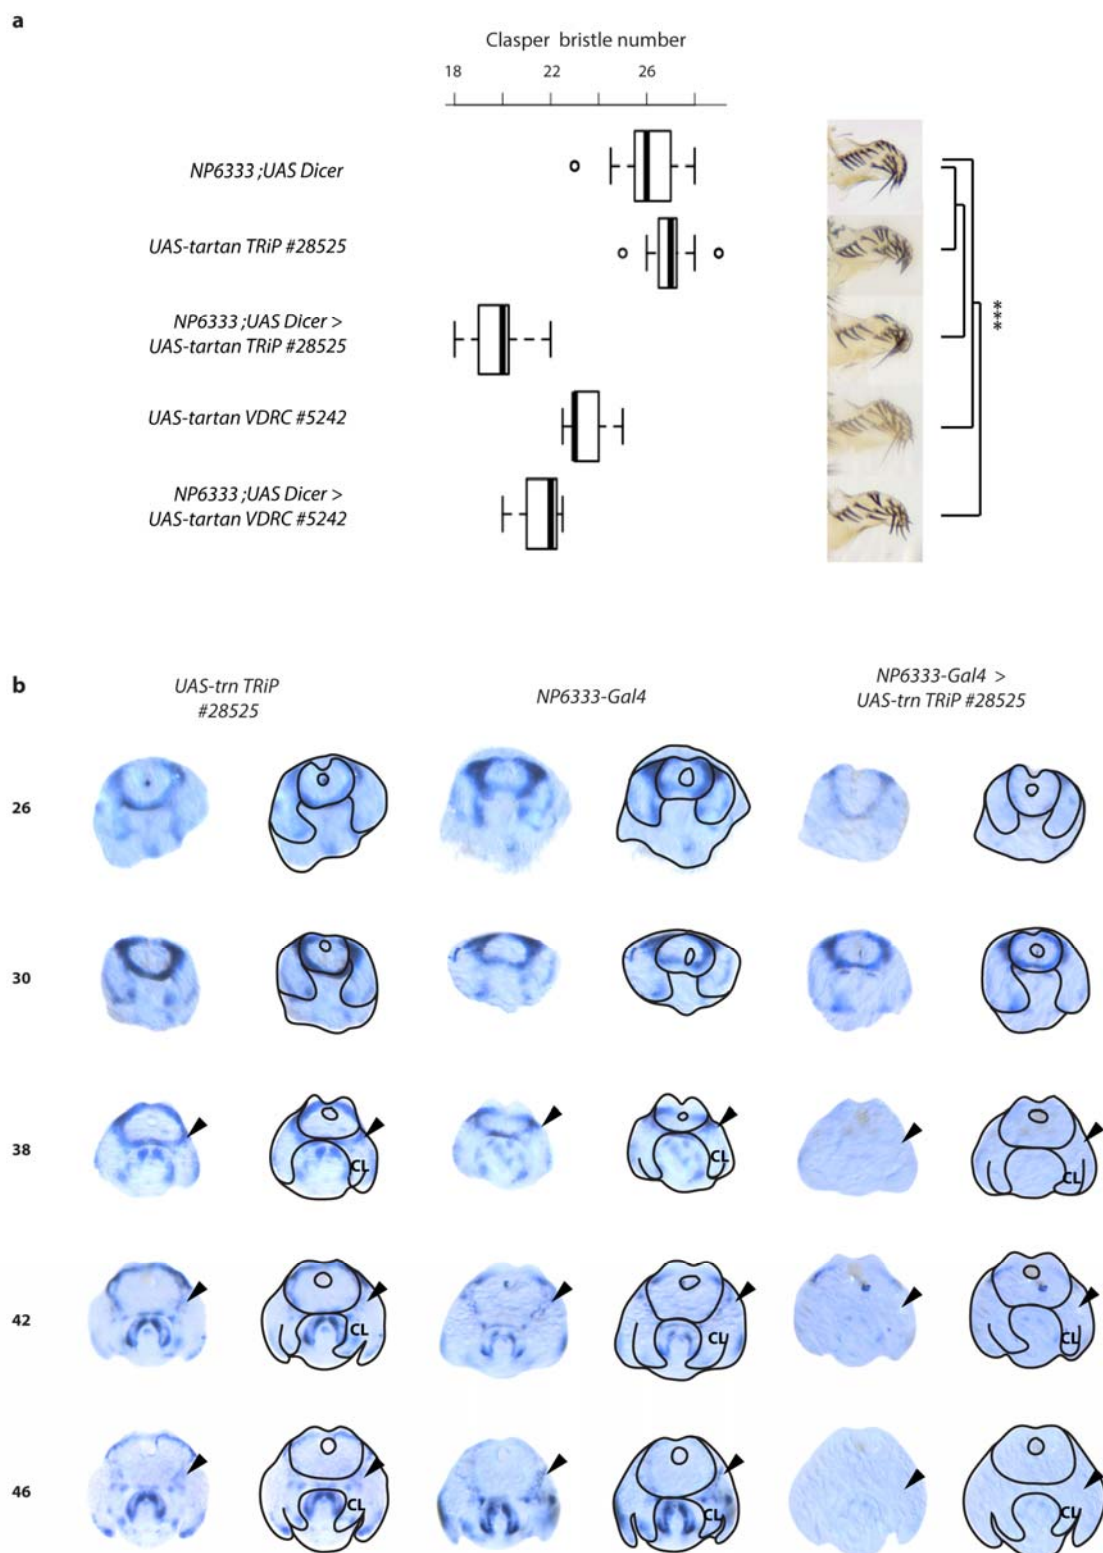 a
Clasper bristle number
18 22 26
NP6333 ;UAS Dicer
UAS-tartan TRiP #28525
NP6333 ;UAS Dicer >
UAS-tartan TRiP #28525
UAS-tartan VDRC #5242
NP6333 ;UAS Dicer >
UAS-tartan VDRC #5242
***
b
UAS-trn TRiP
#28525
NP6333-Gal4
NP6333-Gal4 >
UAS-trn TRiP #28525
26
30
38
CL CL CL
42
CL CL CL
46
CL CL CL